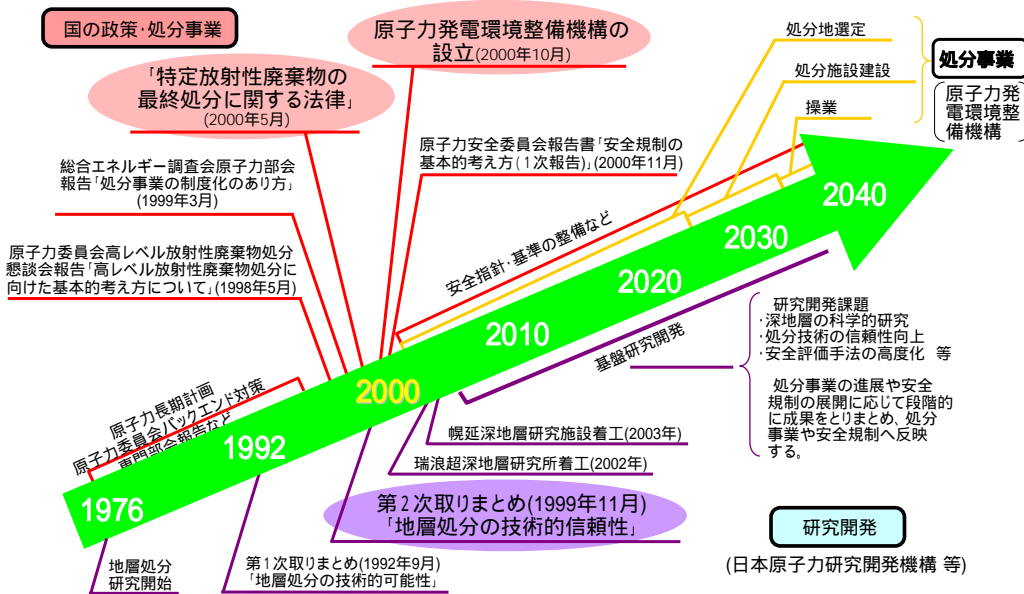 国の政策・処分事業
原子力発電環境整備機構の
設立(2000年10月)
「特定放射性廃棄物の
最終処分に関する法律」
(2000年5月)
処分地選定
処分施設建設
操業
処分事業
原子力発
電環境整
備機構
総合エネルギー調査会原子力部会
報告「処分事業の制度化のあり方」
(1999年3月)
原子力安全委員会報告書「安全規制の
基本的考え方(1次報告)」(2000年11月)
原子力委員会高レベル放射性廃棄物処分
懇談会報告「高レベル放射性廃棄物処分に
向けた基本的考え方について」(1998年5月)
安全指針・基準の整備など
原子力長期計画
原子力委員会バックエンド対策
専門部会報告など
1976
1992
2000
2010
2020
2030
2040
基盤研究開発
研究開発課題
・深地層の科学的研究
・処分技術の信頼性向上
・安全評価手法の高度化 等
処分事業の進展や安全
規制の展開に応じて段階的
に成果をとりまとめ、処分
事業や安全規制へ反映
する。
幌延深地層研究施設着工(2003年)
瑞浪超深地層研究所着工(2002年)
第2次取りまとめ(1999年11月)
「地層処分の技術的信頼性」
地層処分
研究開始
第1次取りまとめ(1992年9月)
「地層処分の技術的可能性」
研究開発
(日本原子力研究開発機構 等)